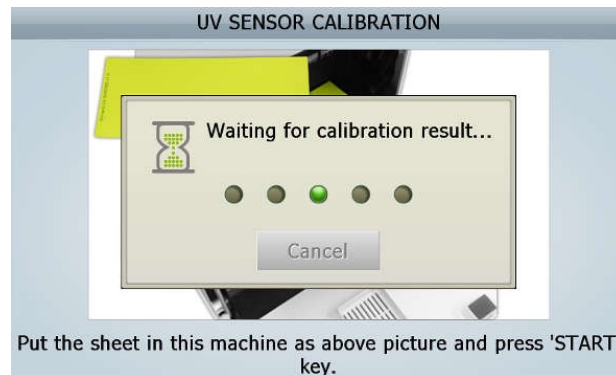 UV SENSOR CALIBRATION
Waiting for calibration result...
Cancel
Put the sheet in this machine as above picture and press 'START
key.